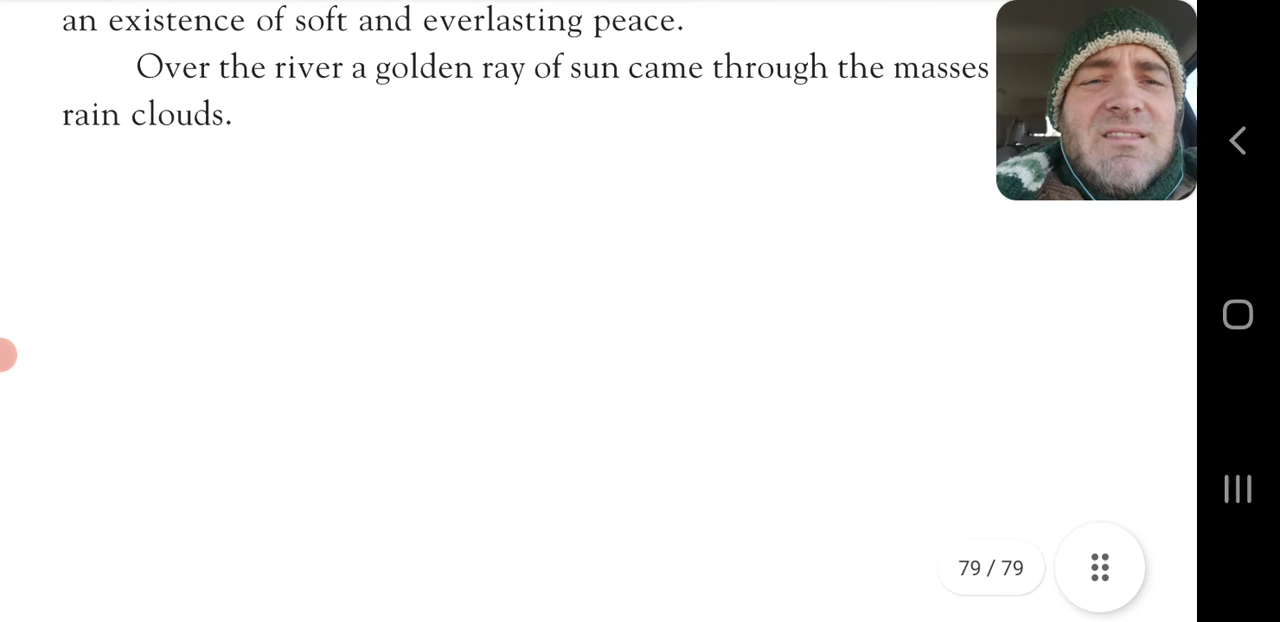 an existence of soft and everlasting peace.
Over the river a golden ray of sun came through the masses
rain clouds.
79 / 79